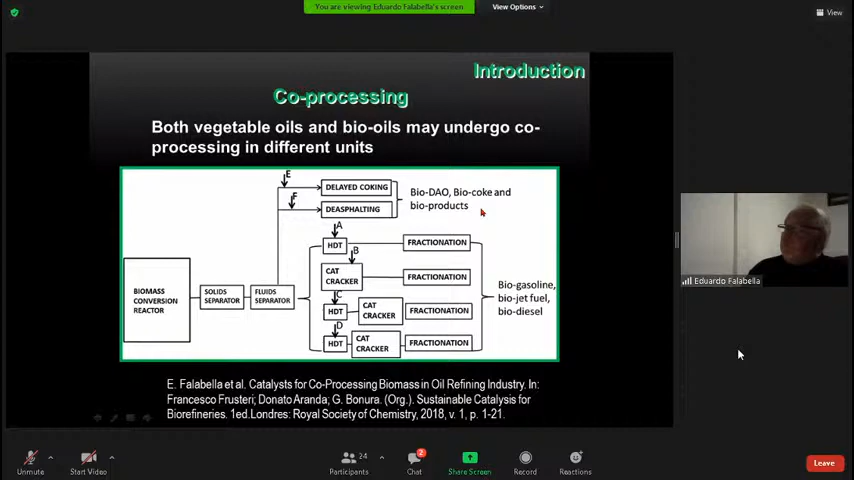 You are viewing Eduardo Falabella's screen
View Options
View
Introduction
Co-processing
Both vegetable oils and bio-oils may undergo co-
processing in different units
E
DELAYED COKING
F
DEASPHALTING
Bio-DAO, Bio-coke and
bio-products
A
HDT
FRACTIONATION
B
CAT
CRACKER
FRACTIONATION
BIOMASS
CONVERSION
REACTOR
SOLIDS
SEPARATOR
FLUIDS
SEPARATOR
C
HDT
CAT
CRACKER
FRACTIONATION
D
HDT
CAT
CRACKER
FRACTIONATION
Bio-gasoline,
bio-jet fuel,
bio-diesel
E. Falabella et al. Catalysts for Co-Processing Biomass in Oil Refining Industry. In:
Francesco Frusteri; Donato Aranda; G. Bonura. (Org.). Sustainable Catalysis for
Biorefineries. 1ed.Londres: Royal Society of Chemistry, 2018, v. 1, p. 1-21.
Eduardo Falabella
Unmute
Start Video
24
Participants
2
Chat
Share Screen
Record
Reactions
Leave